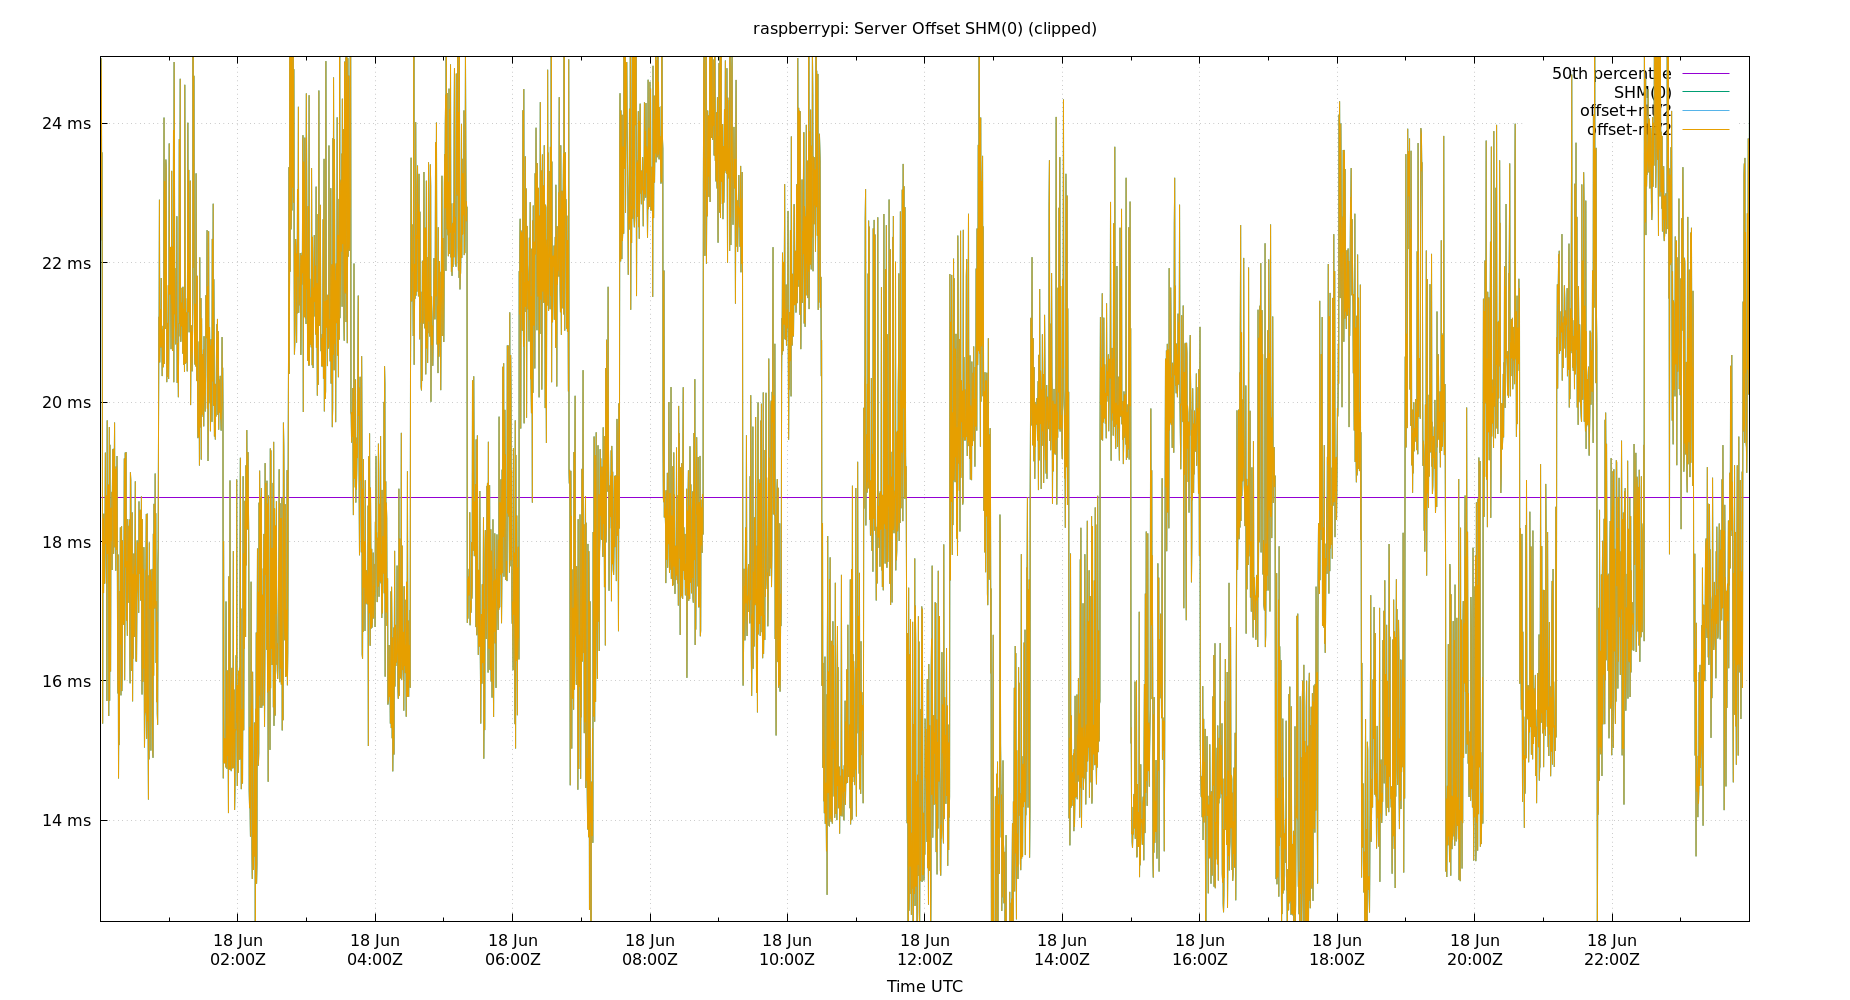 raspberrypi: Server Offset SHM(0) (clipped)
50th percentile
SHM(0)
offset+rtt/2
offset-rtt/2
24 ms
22 ms
20 ms
18 ms
16 ms
14 ms
18 Jun 18 Jun 18 Jun 18 Jun 18 Jun 18 Jun 18 Jun 18 Jun 18 Jun 18 Jun 18 Jun
02:00Z 04:00Z 06:00Z 08:00Z 10:00Z 12:00Z 14:00Z 16:00Z 18:00Z 20:00Z 22:00Z
Time UTC